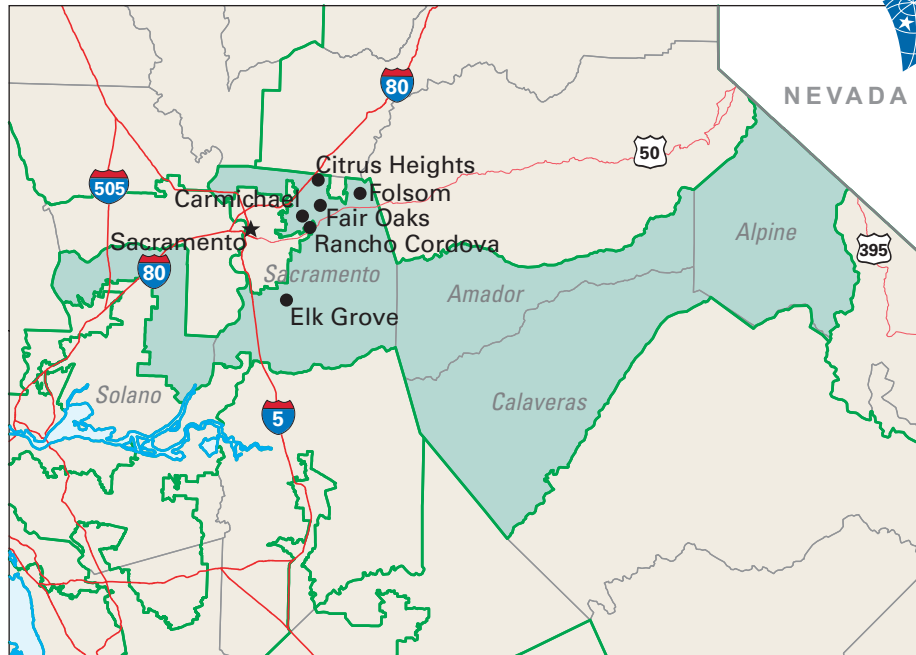 80
NEVADA
50
Citrus Heights
505
Folsom
Carmichael
Fair Oaks
Sacramento
Rancho Cordova
Alpine
395
80
Sacramento
Amador
Elk Grove
Solano
Calaveras
5